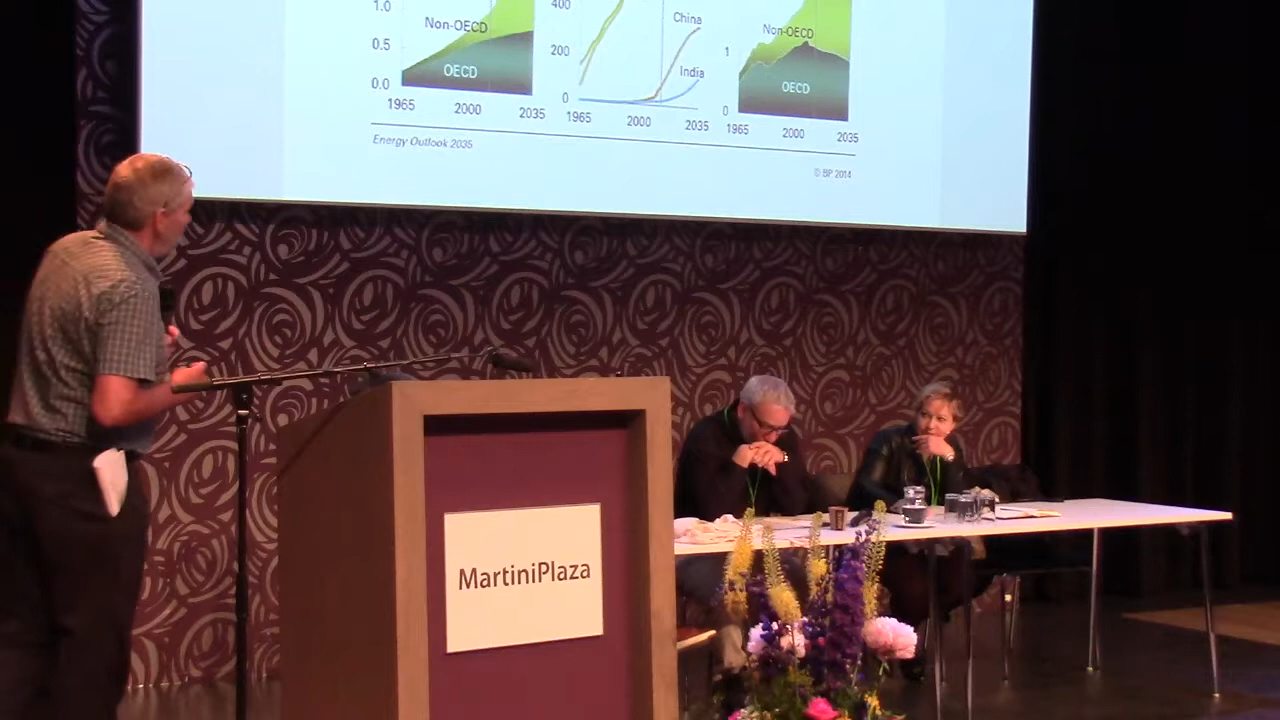 1.0
0.5
0.0
Non-OECD
OECD
1965 2000 2035
400
200
0
China
India
1965 2000 2035
1
0
Non-OECD
OECD
1965 2000 2035
Energy Outlook 2035
© BP 2014
MartiniPlaza